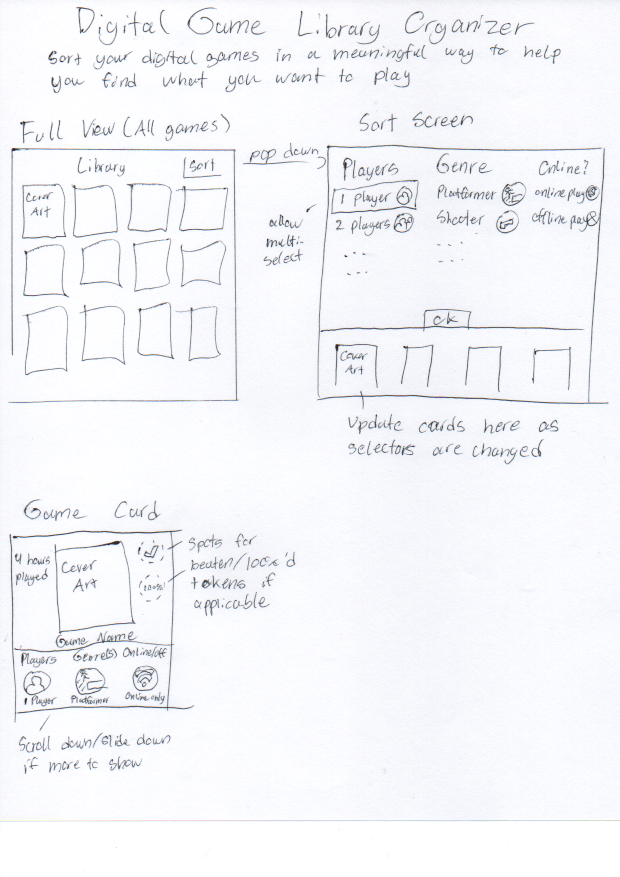 Digital Game Library Organizer
Sort your digital games in a meaningful way to help
you find what you want to play
Full View (All games)
Library
Sort
Cover
Art
pop down
allow
multi-
select
Sort Screen
Players
Genre
Online?
1 player
Platformer
online play
2 players
Shooter
offline play
OK
Cover
Art
Update cards here as
selectors are changed
Game Card
4 hours
played
Cover
Art
100%
Spots for
beaten/100%'d
tokens if
applicable
Game Name
Players
Genre(s)
Online/off
1 Player
Platformer
Online only
Scroll down/slide down
if more to show